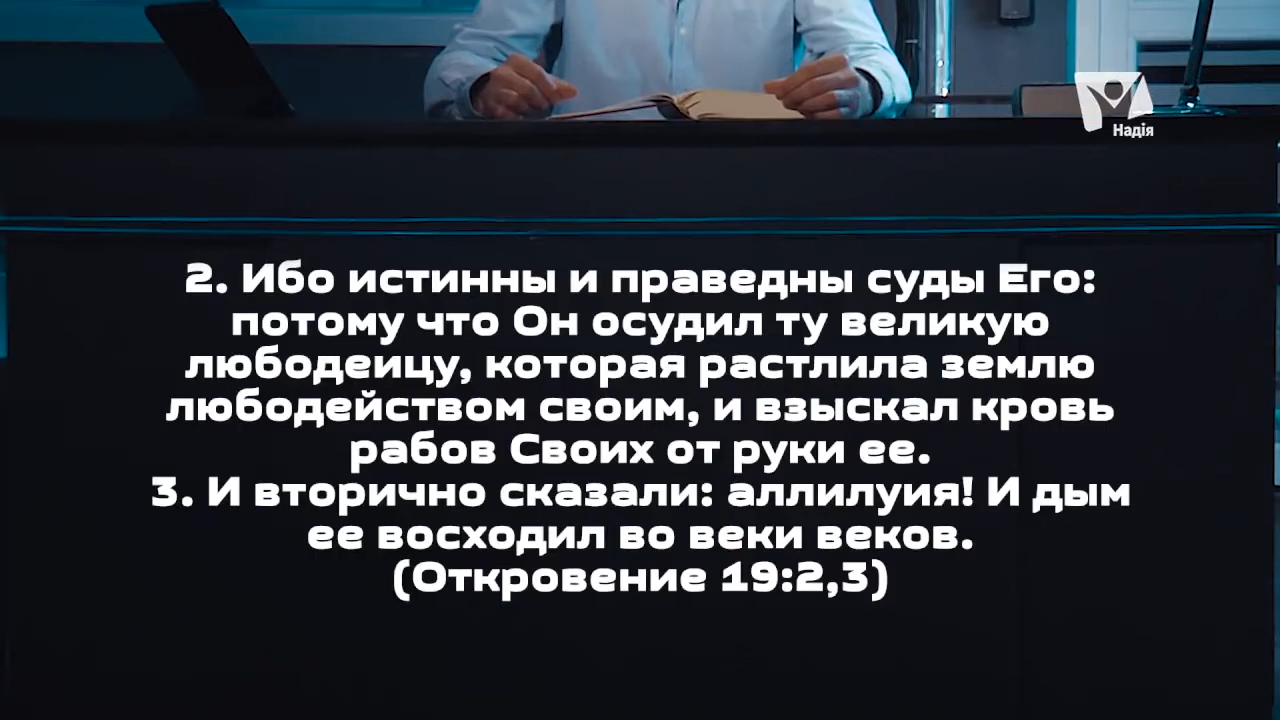 Надія
2. Ибо истинны и праведны суды Его:
потому что Он осудил ту великую
любодеицу, которая растлила землю
любодейством своим, и взыскал кровь
рабов Своих от руки ее.
3. И вторично сказали: аллилуия! И дым
ее восходил во веки веков.
(Откровение 19:2,3)